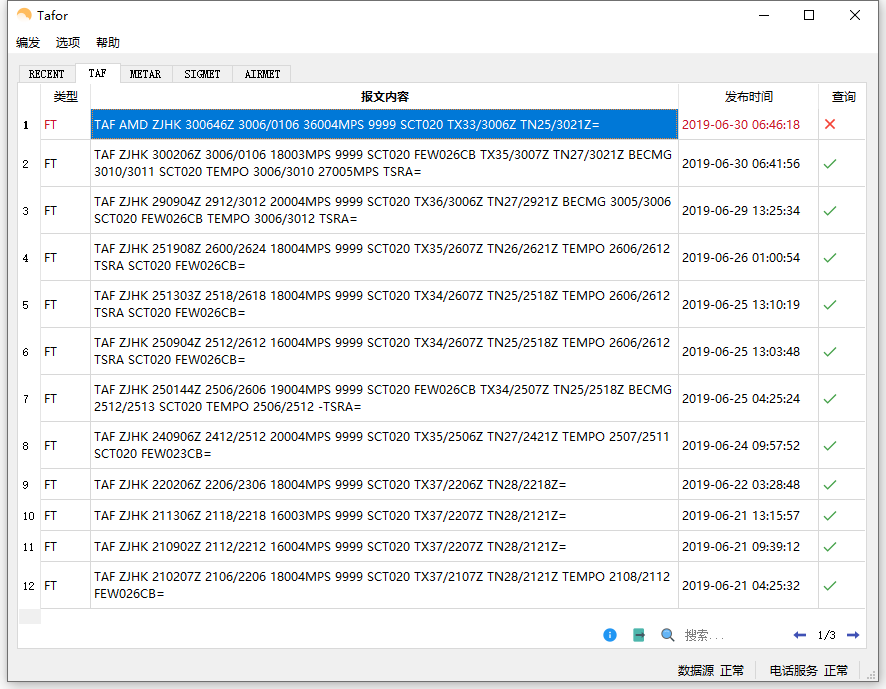 Tafor
编发 选项 帮助
RECENT TAF METAR SIGMET AIRMET
类型 报文内容 发布时间 查询
1 FT TAF AMD ZJHK 300646Z 3006/0106 36004MPS 9999 SCT020 TX33/3006Z TN25/3021Z= 2019-06-30 06:46:18
2 FT TAF ZJHK 300206Z 3006/0106 18003MPS 9999 SCT020 FEW026CB TX35/3007Z TN27/3021Z BECMG 2019-06-30 06:41:56
3010/3011 SCT020 TEMPO 3006/3010 27005MPS TSRA=
3 FT TAF ZJHK 290904Z 2912/3012 20004MPS 9999 SCT020 TX36/3006Z TN27/2921Z BECMG 3005/3006 2019-06-29 13:25:34
SCT020 FEW026CB TEMPO 3006/3012 TSRA=
4 FT TAF ZJHK 251908Z 2600/2624 18004MPS 9999 SCT020 TX35/2607Z TN26/2621Z TEMPO 2606/2612 2019-06-26 01:00:54
TSRA SCT020 FEW026CB=
5 FT TAF ZJHK 251303Z 2518/2618 18004MPS 9999 SCT020 TX34/2607Z TN25/2518Z TEMPO 2606/2612 2019-06-25 13:10:19
TSRA SCT020 FEW026CB=
6 FT TAF ZJHK 250904Z 2512/2612 16004MPS 9999 SCT020 TX34/2607Z TN25/2518Z TEMPO 2606/2612 2019-06-25 13:03:48
TSRA SCT020 FEW026CB=
7 FT TAF ZJHK 250144Z 2506/2606 19004MPS 9999 SCT020 FEW026CB TX34/2507Z TN25/2518Z BECMG 2019-06-25 04:25:24
2512/2513 SCT020 TEMPO 2506/2512 -TSRA=
8 FT TAF ZJHK 240906Z 2412/2512 20004MPS 9999 SCT020 TX35/2506Z TN27/2421Z TEMPO 2507/2511 2019-06-24 09:57:52
SCT020 FEW023CB=
9 FT TAF ZJHK 220206Z 2206/2306 18004MPS 9999 SCT020 TX37/2206Z TN28/2218Z= 2019-06-22 03:28:48
10 FT TAF ZJHK 211306Z 2118/2218 16003MPS 9999 SCT020 TX37/2207Z TN28/2121Z= 2019-06-21 13:15:57
11 FT TAF ZJHK 210902Z 2112/2212 16004MPS 9999 SCT020 TX37/2207Z TN28/2121Z= 2019-06-21 09:39:12
12 FT TAF ZJHK 210207Z 2106/2206 18004MPS 9999 SCT020 TX37/2107Z TN28/2121Z TEMPO 2108/2112 2019-06-21 04:25:32
FEW026CB=
搜索... 1/3
数据源 正常 电话服务 正常